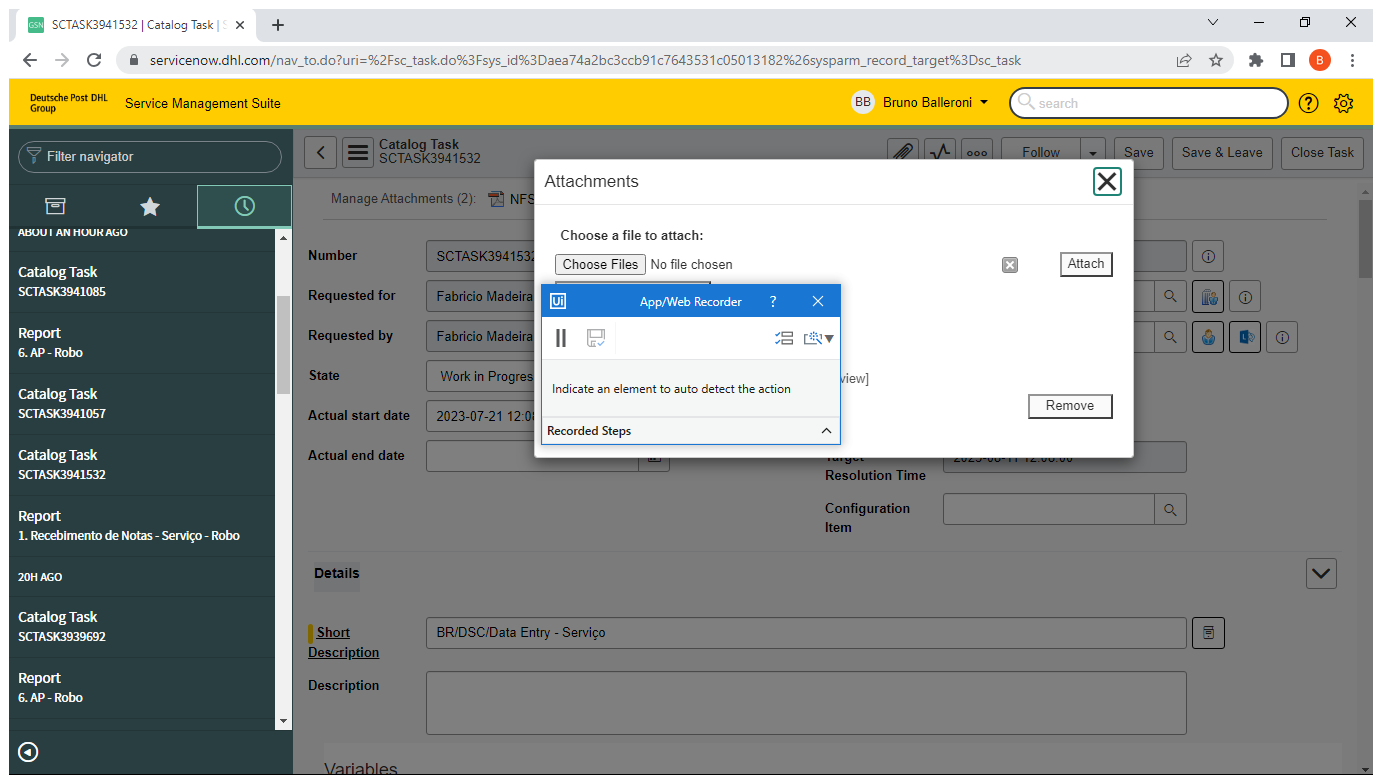 GSN
SCTASK3941532 | Catalog Task |
servicenow.dhl.com/nav_to.do?uri=%2Fsc_task.do%3Fsys_id%3Daea74a2bc3ccb91c7643531c05013182%26sysparm_record_target%3Dsc_task
B
Deutsche Post DHL
Group
Service Management Suite
BB
Bruno Balleroni
search
Filter navigator
ABOUT AN HOUR AGO
Catalog Task
SCTASK3941085
Report
6. AP - Robo
Catalog Task
SCTASK3941057
Catalog Task
SCTASK3941532
Report
1. Recebimento de Notas - Serviço - Robo
20H AGO
Catalog Task
SCTASK3939692
Report
6. AP - Robo
Catalog Task
SCTASK3941532
Follow
Save
Save & Leave
Close Task
Manage Attachments (2):
NFS
Number
SCTASK3941532
Requested for
Fabricio Madeira
Requested by
Fabricio Madeira
State
Work in Progres
Actual start date
2023-07-21 12:08
Actual end date
Attachments
Choose a file to attach:
Choose Files No file chosen
Attach
Ui
App/Web Recorder
?
Indicate an element to auto detect the action
Recorded Steps
view]
Remove
Target
Resolution Time
2023-08-11 12:08:00
Configuration
Item
Details
Short
Description
BR/DSC/Data Entry - Serviço
Description
Variables